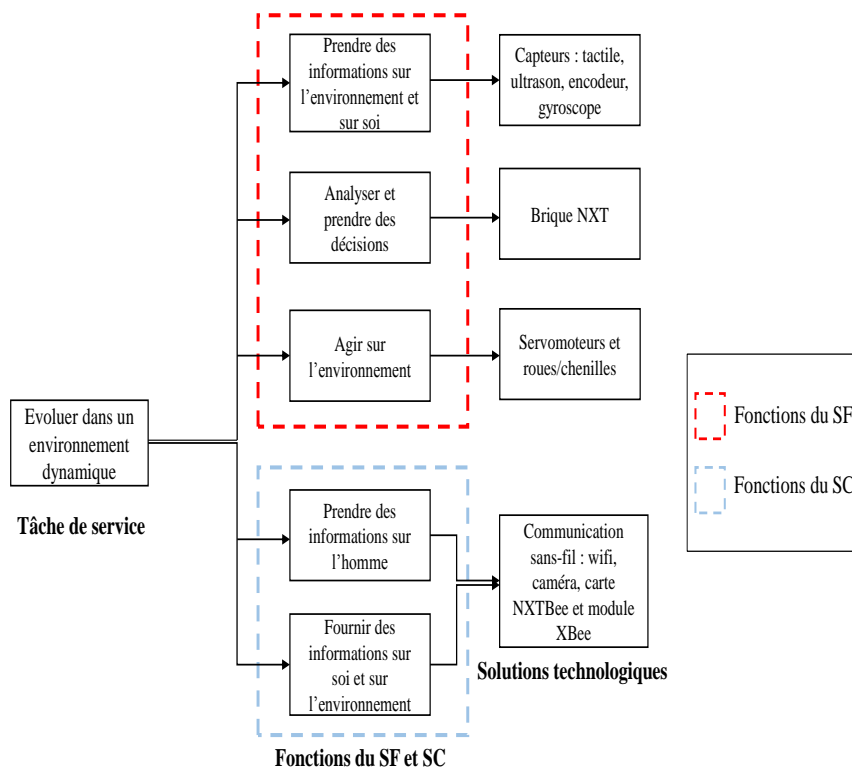 Prendre des
informations sur
l'environnement et
sur soi
Capteurs : tactile,
ultrason, encodeur,
gyroscope
Analyser et
prendre des
décisions
Brique NXT
Agir sur
l'environnement
Servomoteurs et
roues/chenilles
Evoluer dans un
environnement
dynamique
Tâche de service
Prendre des
informations sur
l'homme
Fournir des
informations sur
soi et sur
l'environnement
Communication
sans-fil : wifi,
caméra, carte
NXTBee et module
XBee
Solutions technologiques
Fonctions du SF et SC
Fonctions du SF
Fonctions du SC